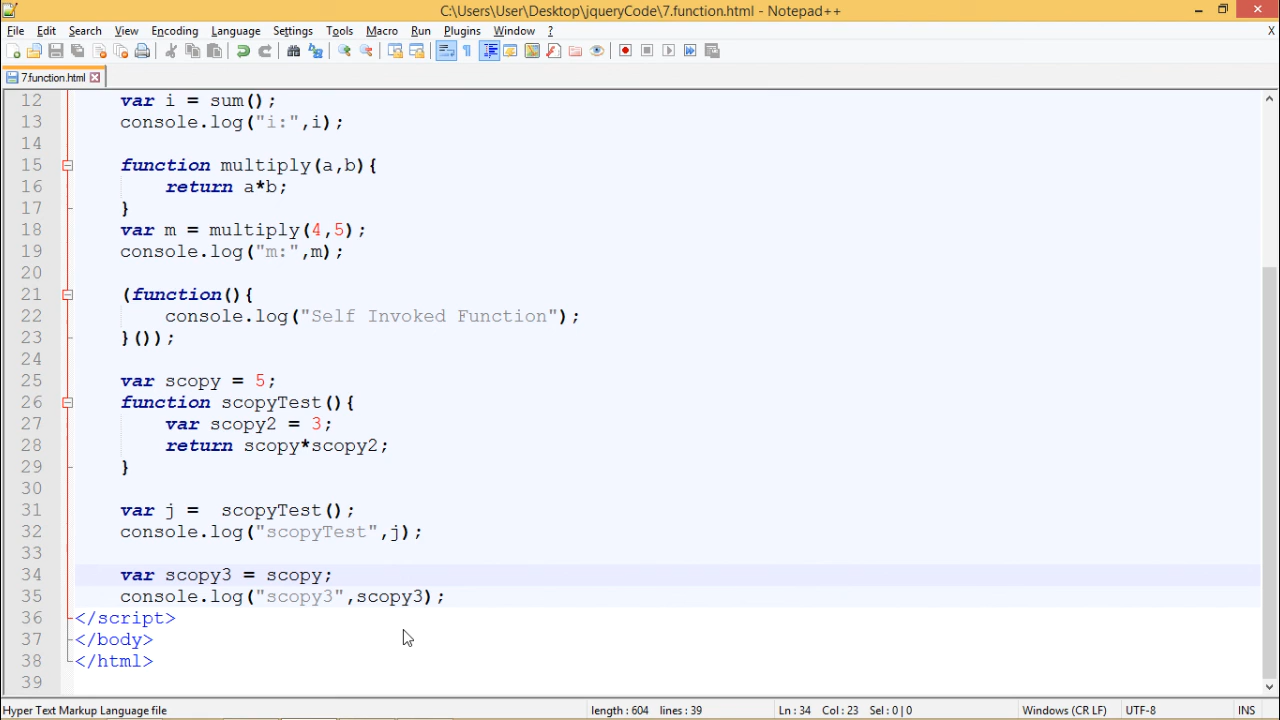 C:\Users\User\Desktop\jqueryCode\7.function.html - Notepad++
File Edit Search View Encoding Language Settings Tools Macro Run Plugins Window ? X
7.function.html
12 var i = sum();
13 console.log("i:",i);
14
15 function multiply(a,b){
16 return a*b;
17 }
18 var m = multiply(4,5);
19 console.log("m:",m);
20
21 (function(){
22 console.log("Self Invoked Function");
23 }());
24
25 var scopy = 5;
26 function scopyTest(){
27 var scopy2 = 3;
28 return scopy*scopy2;
29 }
30
31 var j =  scopyTest();
32 console.log("scopyTest",j);
33
34 var scopy3 = scopy;
35 console.log("scopy3",scopy3);
36 </script>
37 </body>
38 </html>
39
Hyper Text Markup Language file length : 604 lines : 39 Ln : 34 Col : 23 Sel : 0 | 0 Windows (CR LF) UTF-8 INS